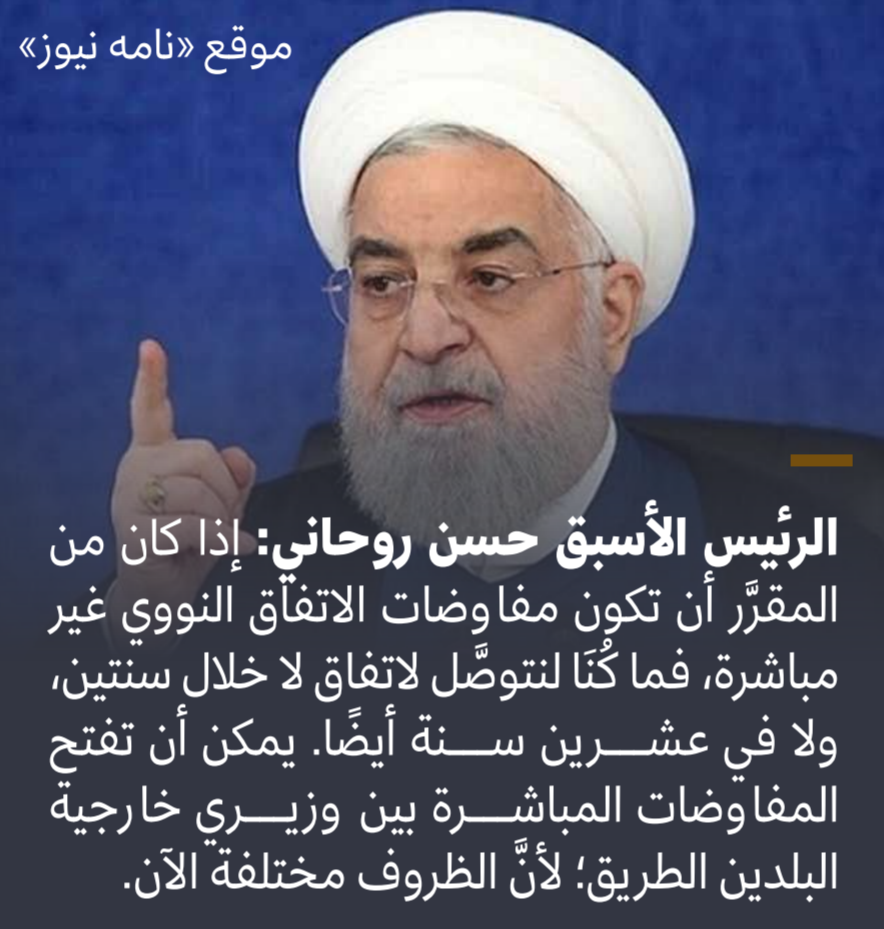 موقع «نامه نيوز»
الرئيس الأسبق حسن روحاني: إذا كان من
المقرَّر أن تكون مفاوضات الاتفاق النووي غير
مباشرة، فما كُنَا لنتوصَّل لاتفاق لا خلال سنتين،
ولا في عشـــرين ســـنة أيضًا. يمكن أن تفتح
المفاوضات المباشـــرة بين وزيـــري خارجية
البلدين الطريق؛ لأنَّ الظروف مختلفة الآن.